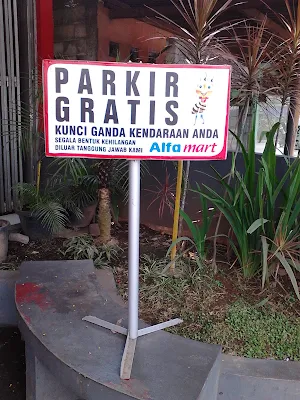 PARKIR
GRATIS
KUNCI GANDA KENDARAAN ANDA
SEGALA BENTUK KEHILANGAN
DILUAR TANGGUNG JAWAB KAMI
Alfamart